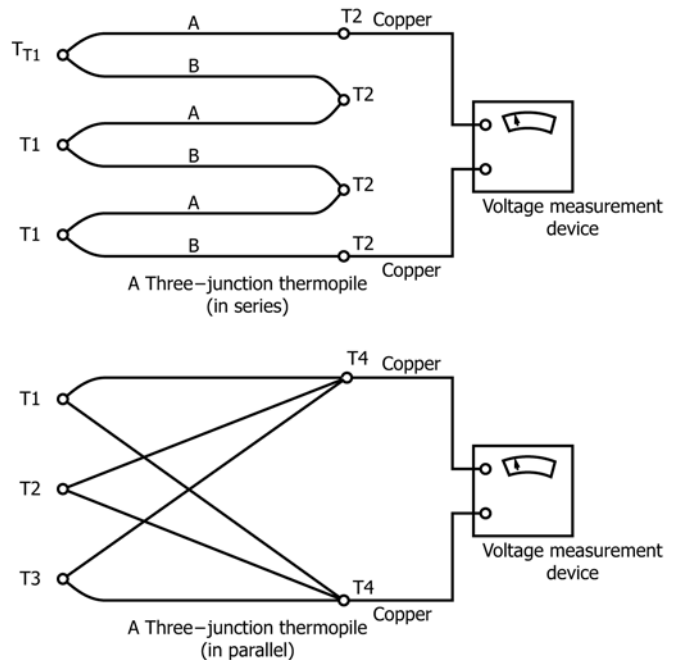 A
T2 Copper
TT1
B
T2
A
T1
B
T2
A
T1
B
T2
Copper
Voltage measurement
device
A Three−junction thermopile
(in series)
T4 Copper
T1
T2
T3
T4
Copper
Voltage measurement
device
A Three−junction thermopile
(in parallel)